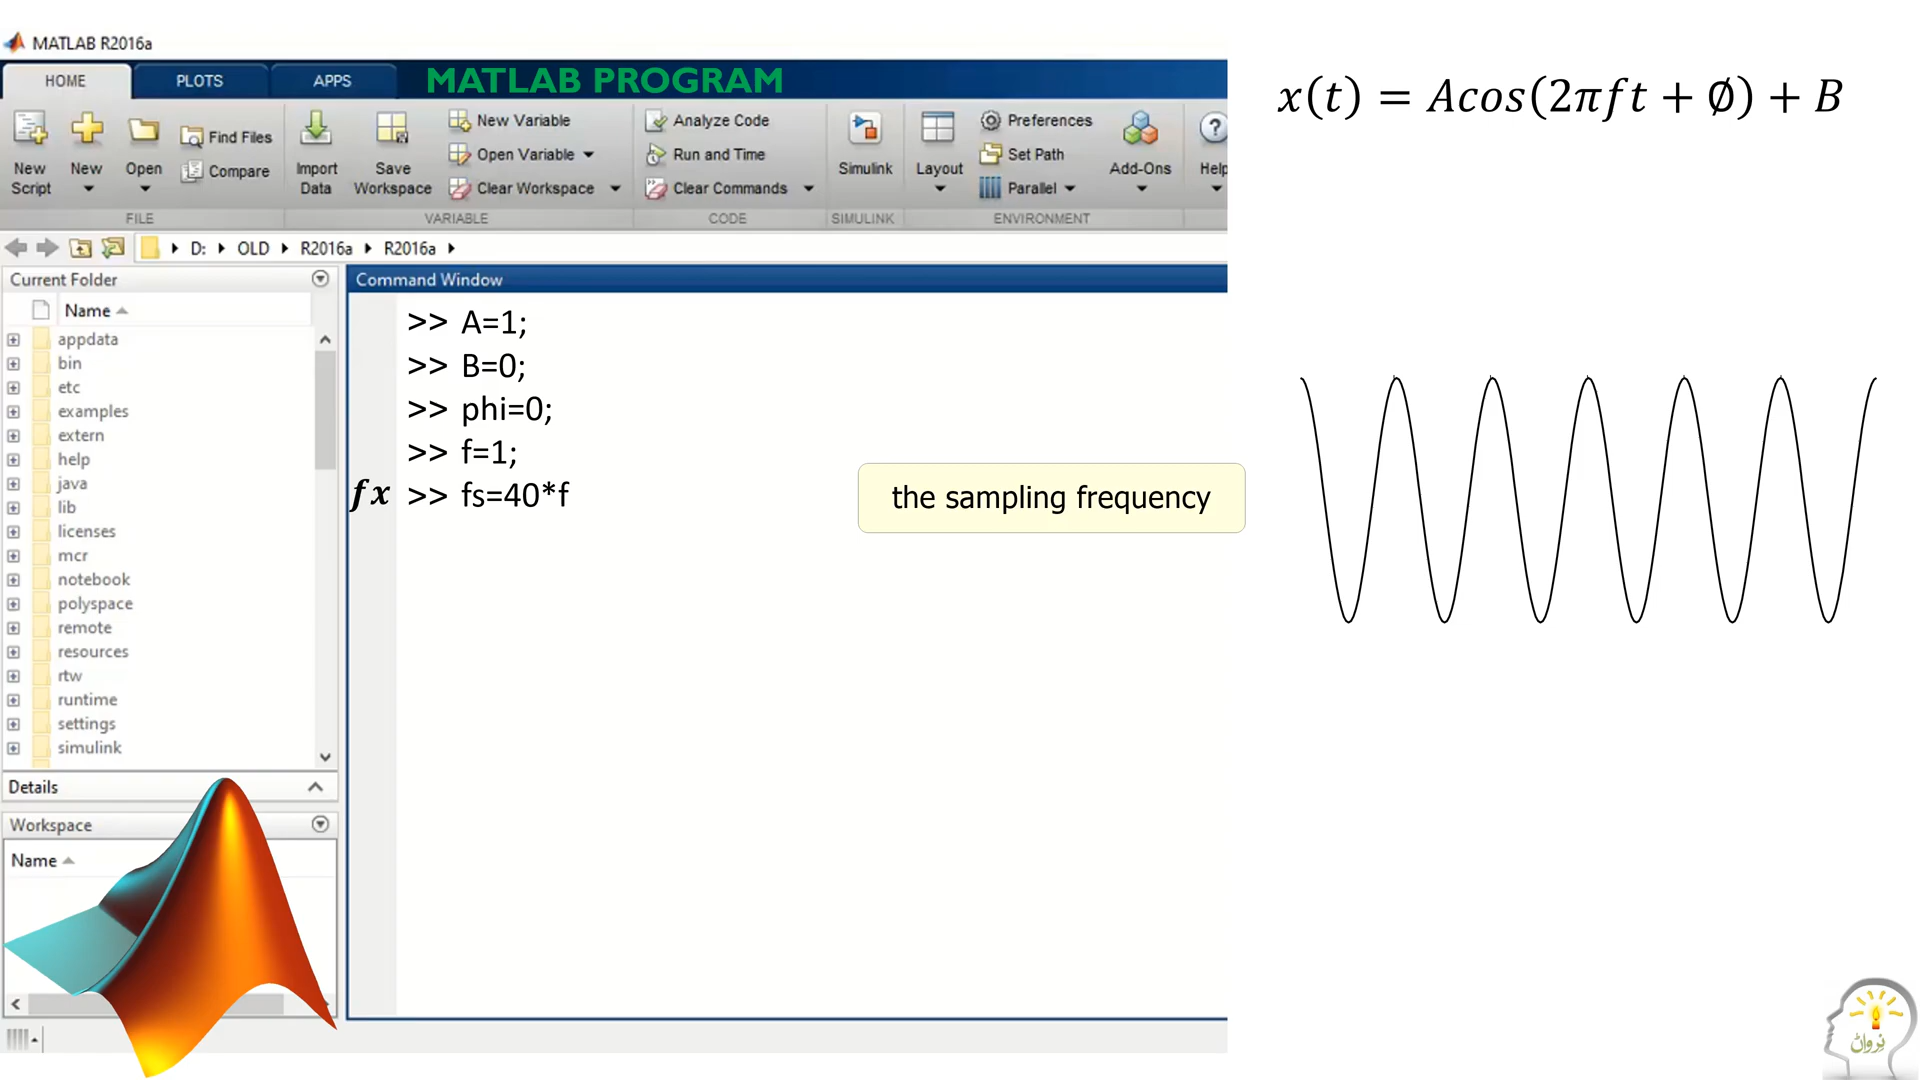 MATLAB R2016a
HOME
PLOTS
APPS
MATLAB PROGRAM
New Script
New
Open
Find Files
Compare
FILE
Import Data
Save Workspace
New Variable
Open Variable
Clear Workspace
VARIABLE
Analyze Code
Run and Time
Clear Commands
CODE
Simulink
SIMULINK
Layout
Preferences
Set Path
Parallel
ENVIRONMENT
Add-Ons
Help
D: OLD R2016a R2016a
Current Folder
Name
appdata
bin
etc
examples
extern
help
java
lib
licenses
mcr
notebook
polyspace
remote
resources
rtw
runtime
settings
simulink
Details
Workspace
Name
Command Window
>> A=1;
>> B=0;
>> phi=0;
>> f=1;
fx >> fs=40*f
the sampling frequency
x(t) = Acos(2πft + ∅) + B
نِروان